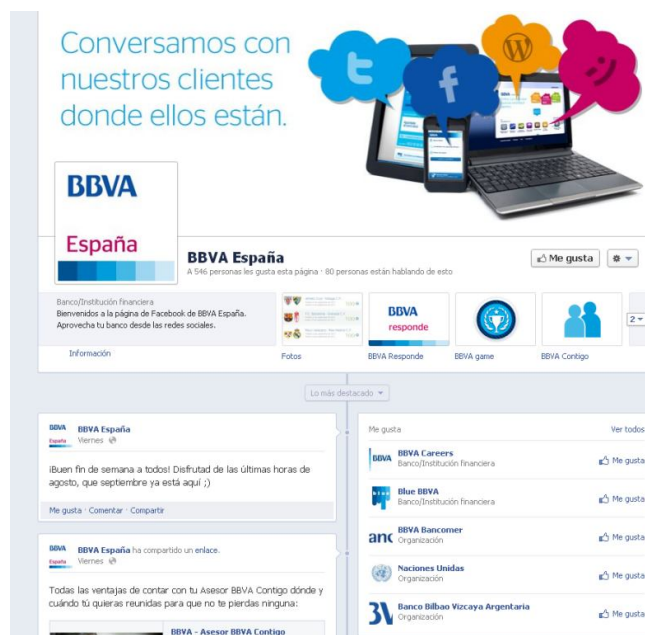 Conversamos con
nuestros clientes
donde ellos están.
BBVA
España
BBVA España
A 546 personas les gusta esta página · 80 personas están hablando de esto
Me gusta
Banco/Institución financiera
Bienvenidos a la página de Facebook de BBVA España.
Aprovecha tu banco desde las redes sociales.
Información
BBVA
responde
2
Fotos
BBVA Responde
BBVA game
BBVA Contigo
Lo más destacado
BBVA España
Viernes
¡Buen fin de semana a todos! Disfrutad de las últimas horas de
agosto, que septiembre ya está aquí ;)
Me gusta · Comentar · Compartir
BBVA España ha compartido un enlace.
Viernes
Todas las ventajas de contar con tu Asesor BBVA Contigo dónde y
cuándo tú quieras reunidas para que no te pierdas ninguna:
BBVA - Asesor BBVA Contigo
Me gusta
Ver todos
BBVA
BBVA Careers
Banco/Institución financiera
Me gusta
blue
Blue BBVA
Banco/Institución financiera
Me gusta
BBVA Bancomer
Organización
Me gusta
Naciones Unidas
Organización
Me gusta
Banco Bilbao Vizcaya Argentaria
Organización
Me gusta